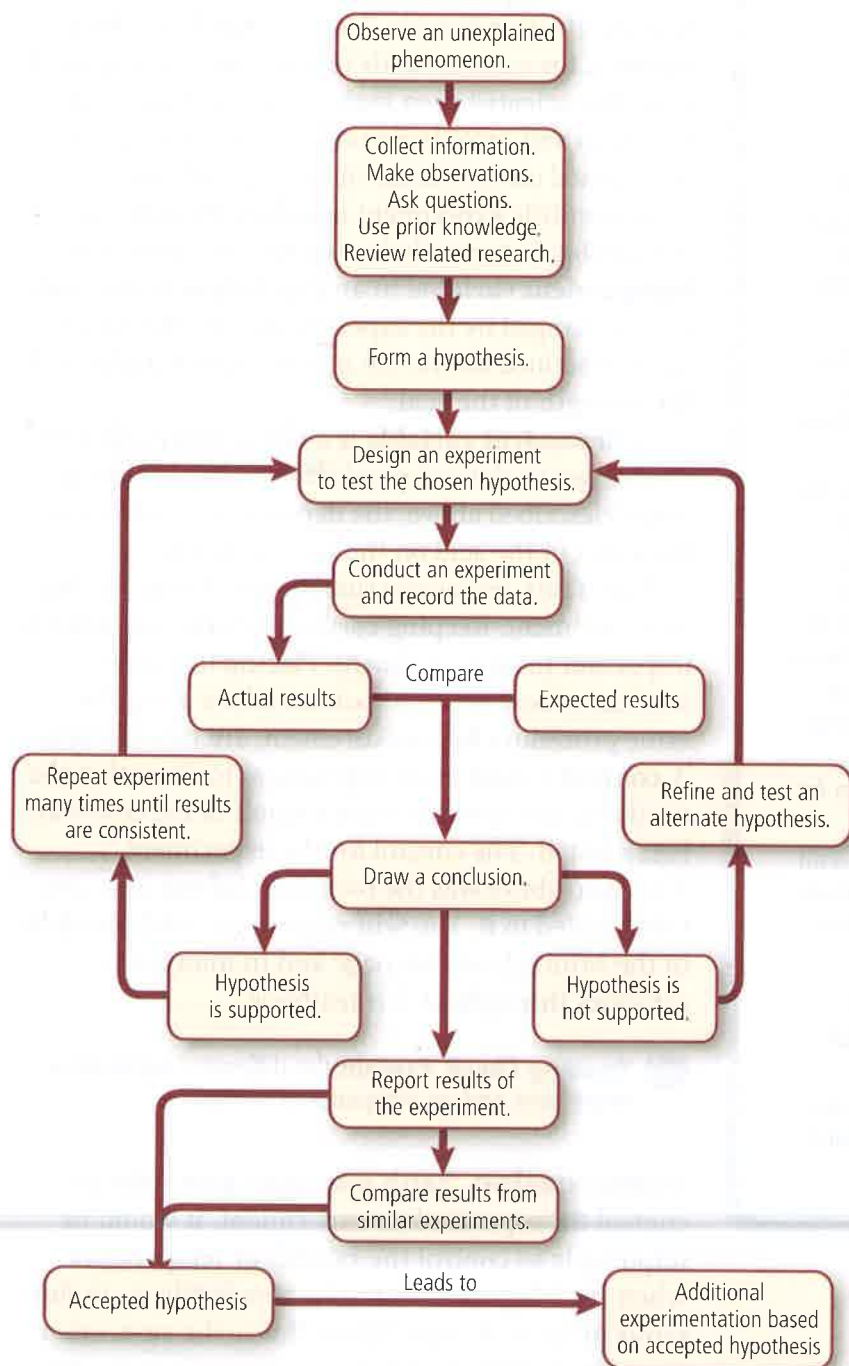 Observe an unexplained
phenomenon.
Collect information.
Make observations.
Ask questions.
Use prior knowledge.
Review related research.
Form a hypothesis.
Design an experiment
to test the chosen hypothesis.
Conduct an experiment
and record the data.
Actual results
Compare
Expected results
Repeat experiment
many times until results
are consistent.
Refine and test an
alternate hypothesis.
Draw a conclusion.
Hypothesis
is supported.
Hypothesis is
not supported.
Report results of
the experiment.
Compare results from
similar experiments.
Accepted hypothesis
Leads to
Additional
experimentation based
on accepted hypothesis